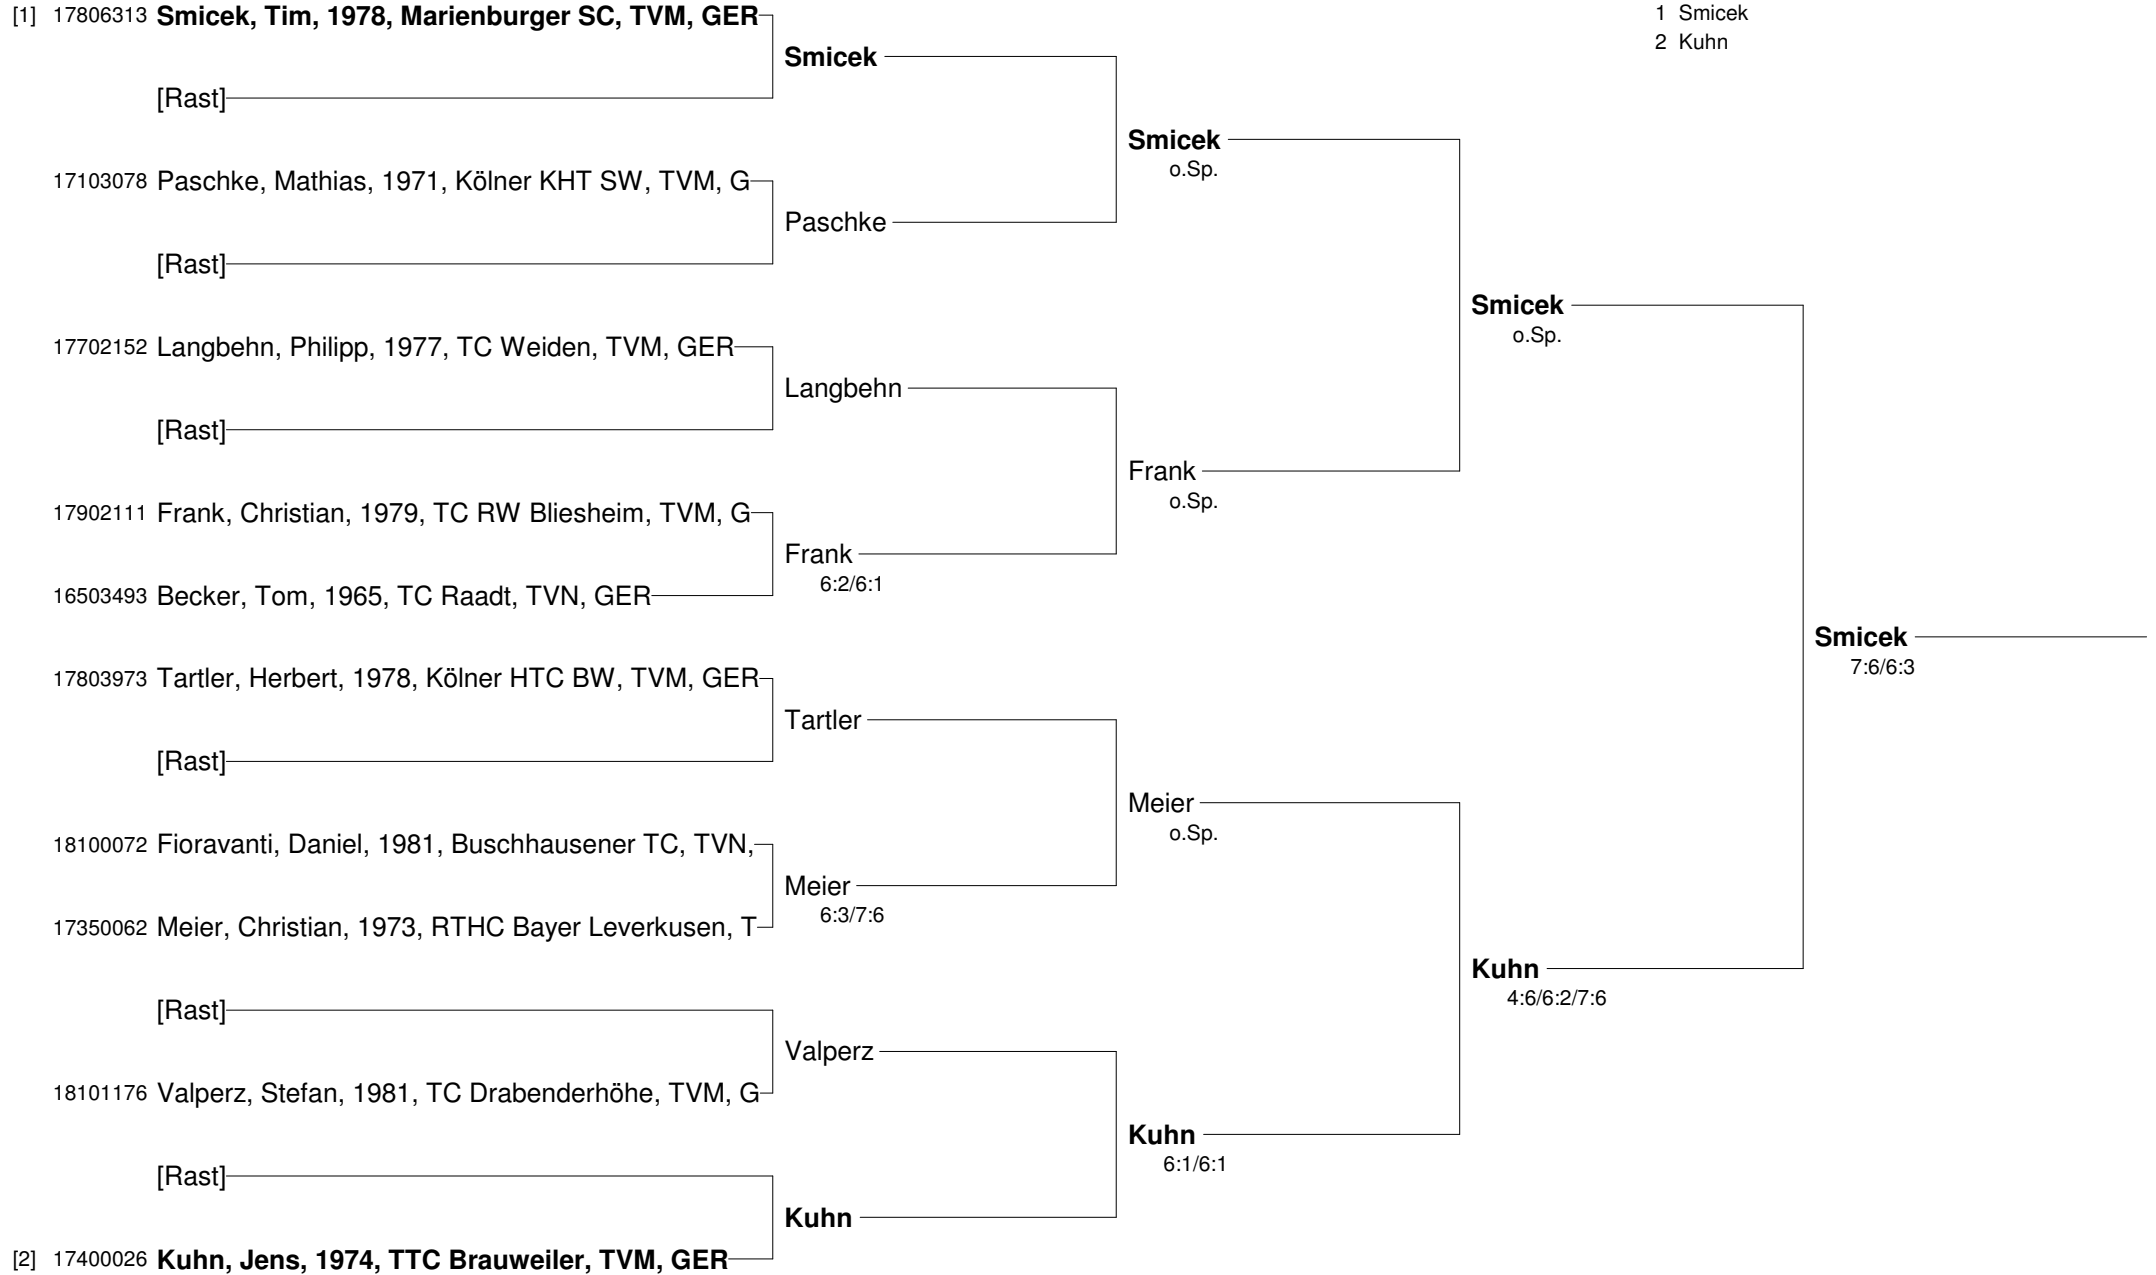 [1] 17806313 Smicek, Tim, 1978, Marienburger SC, TVM, GER
1 Smicek
2 Kuhn
Smicek
[Rast]
Smicek
o.Sp.
17103078 Paschke, Mathias, 1971, Kölner KHT SW, TVM, G
Paschke
[Rast]
Smicek
o.Sp.
17702152 Langbehn, Philipp, 1977, TC Weiden, TVM, GER
Langbehn
[Rast]
Frank
o.Sp.
17902111 Frank, Christian, 1979, TC RW Bliesheim, TVM, G
Frank
6:2/6:1
16503493 Becker, Tom, 1965, TC Raadt, TVN, GER
Smicek
7:6/6:3
17803973 Tartler, Herbert, 1978, Kölner HTC BW, TVM, GER
Tartler
[Rast]
Meier
o.Sp.
18100072 Fioravanti, Daniel, 1981, Buschhausener TC, TVN,
Meier
6:3/7:6
17350062 Meier, Christian, 1973, RTHC Bayer Leverkusen, T
Kuhn
4:6/6:2/7:6
[Rast]
Valperz
18101176 Valperz, Stefan, 1981, TC Drabenderhöhe, TVM, G
Kuhn
6:1/6:1
[Rast]
Kuhn
[2] 17400026 Kuhn, Jens, 1974, TTC Brauweiler, TVM, GER